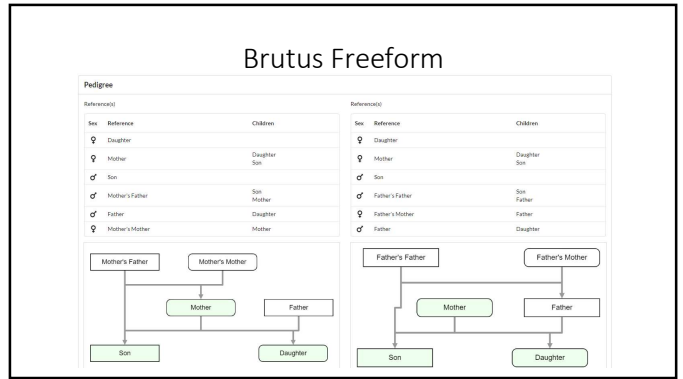 Brutus Freeform
Pedigree
Reference(s)
Sex Reference Children
♀ Daughter
♀ Mother Daughter
Son
♂ Son
♂ Mother's Father Son
Mother
♂ Father Daughter
♀ Mother's Mother Mother
Mother's Father Mother's Mother
Mother Father
Son Daughter
Reference(s)
Sex Reference Children
♀ Daughter
♀ Mother Daughter
Son
♂ Son
♂ Father's Father Son
Father
♀ Father's Mother Father
♂ Father Daughter
Father's Father Father's Mother
Mother Father
Son Daughter